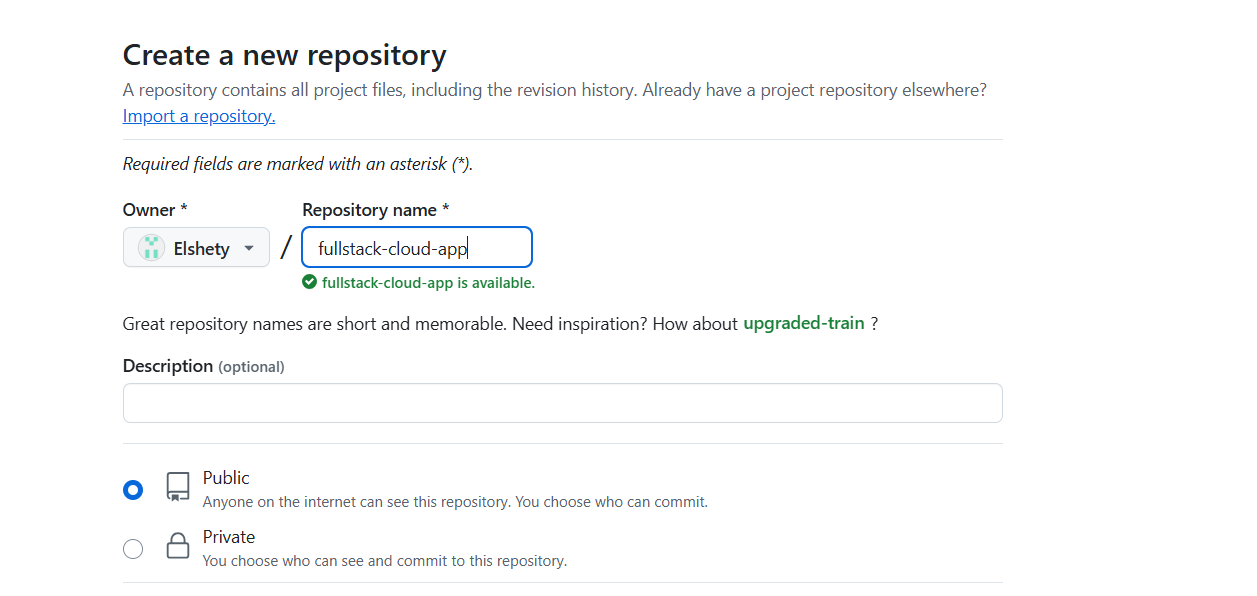 Create a new repository
A repository contains all project files, including the revision history. Already have a project repository elsewhere?
Import a repository.
Required fields are marked with an asterisk (*).
Owner * Repository name *
Elshety / fullstack-cloud-app
fullstack-cloud-app is available.
Great repository names are short and memorable. Need inspiration? How about upgraded-train ?
Description (optional)
Public
Anyone on the internet can see this repository. You choose who can commit.
Private
You choose who can see and commit to this repository.